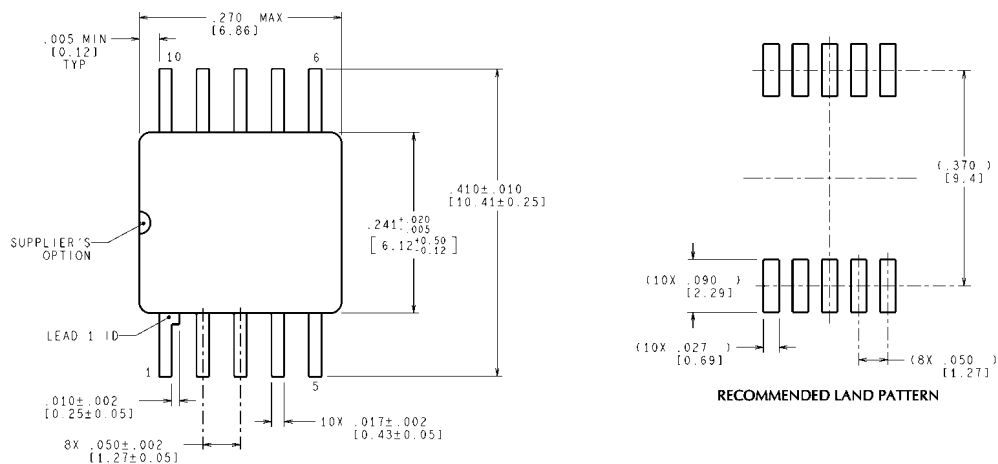 .270 MAX
[6.86]
.005 MIN
[0.12]
TYP
10
6
.410±.010
[10.41±0.25]
.241+.020
-.005
[6.12+0.50
-0.12]
SUPPLIER'S
OPTION
LEAD 1 ID
1
5
.010±.002
[0.25±0.05]
10X .017±.002
[0.43±0.05]
8X .050±.002
[1.27±0.05]
(.370 )
[9.4]
(10X .090 )
[2.29]
(10X .027 )
[0.69]
(8X .050 )
[1.27]
RECOMMENDED LAND PATTERN